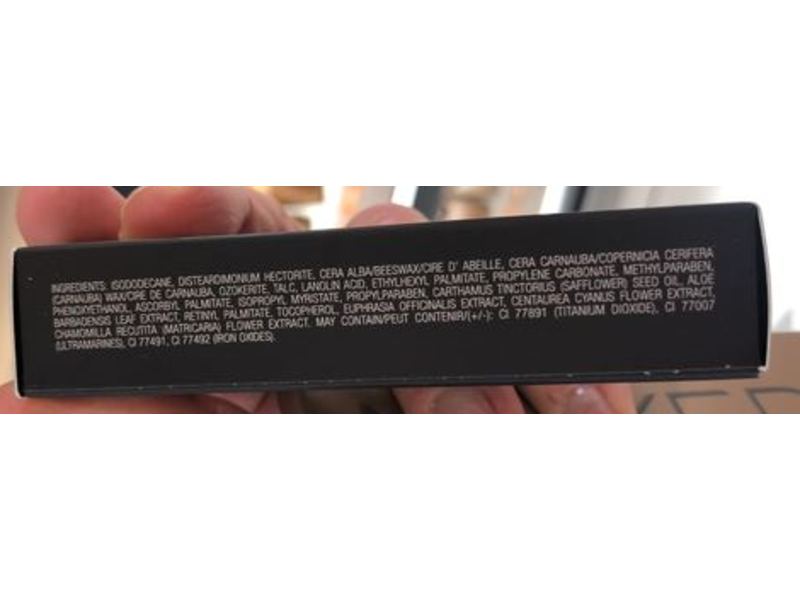 INGREDIENTS: ISODODECANE, DISTEARDIMONIUM HECTORITE, CERA ALBA/BEESWAX/CIRE D' ABEILLE, CERA CARNAUBA/COPERNICIA CERIFERA
(CARNAUBA) WAX/CIRE DE CARNAUBA, OZOKERITE, TALC, LANOLIN ACID, ETHYLHEXYL PALMITATE, PROPYLENE CARBONATE, METHYLPARABEN,
PHENOXYETHANOL, ASCORBYL PALMITATE, ISOPROPYL MYRISTATE, PROPYLPARABEN, CARTHAMUS TINCTORIUS (SAFFLOWER) SEED OIL, ALOE
BARBADENSIS LEAF EXTRACT, RETINYL PALMITATE, TOCOPHEROL, EUPHRASIA OFFICINALIS EXTRACT, CENTAUREA CYANUS FLOWER EXTRACT,
CHAMOMILLA RECUTITA (MATRICARIA) FLOWER EXTRACT. MAY CONTAIN/PEUT CONTENIR/(+/-): CI 77891 (TITANIUM DIOXIDE), CI 77007
(ULTRAMARINES), CI 77491, CI 77492 (IRON OXIDES).